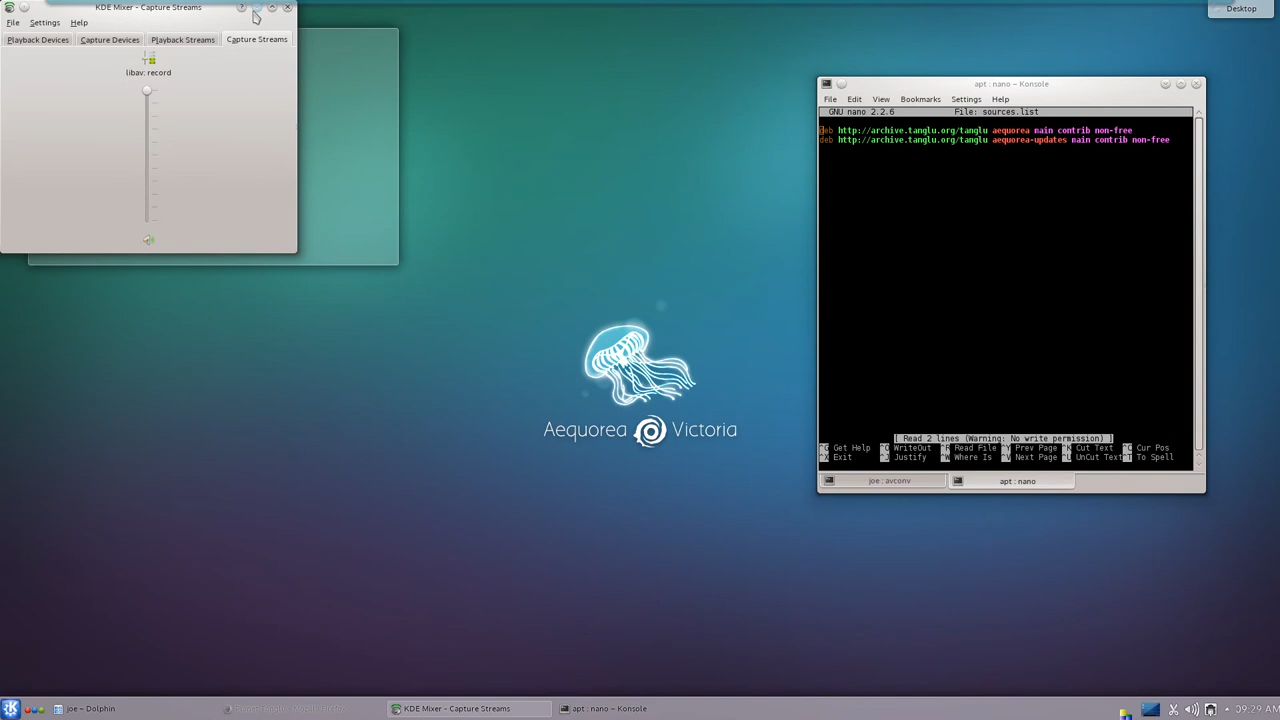 KDE Mixer - Capture Streams
File Settings Help
Playback Devices Capture Devices Playback Streams Capture Streams
libav: record
Desktop
apt : nano – Konsole
File Edit View Bookmarks Settings Help
GNU nano 2.2.6 File: sources.list
deb http://archive.tanglu.org/tanglu aequorea main contrib non-free
deb http://archive.tanglu.org/tanglu aequorea-updates main contrib non-free
[ Read 2 lines (Warning: No write permission) ]
^G Get Help ^O WriteOut ^R Read File ^Y Prev Page ^K Cut Text ^C Cur Pos
^X Exit ^J Justify ^W Where Is ^V Next Page ^U UnCut Text ^T To Spell
joe : avconv apt : nano
Aequorea Victoria
joe – Dolphin
KDE Mixer - Capture Streams
apt : nano – Konsole
09:29 AM